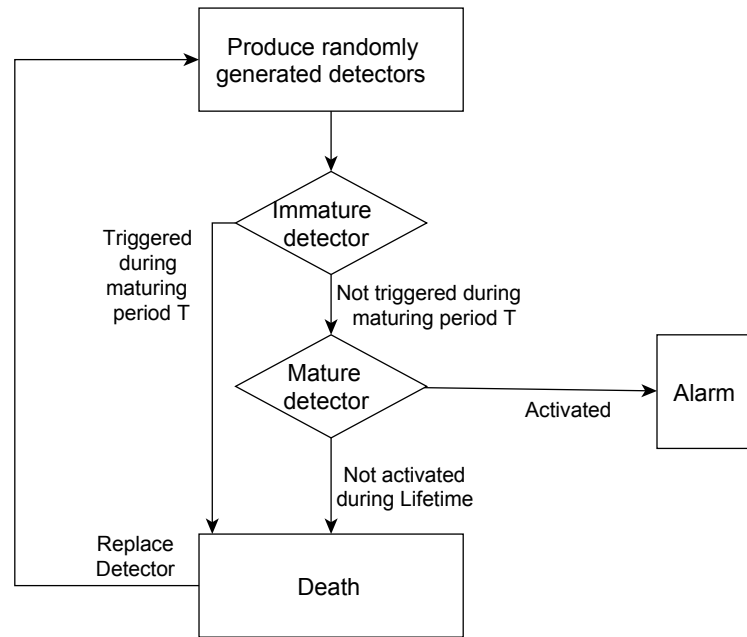 Produce randomly
generated detectors
Immature
detector
Triggered
during
maturing
period T
Not triggered during
maturing period T
Mature
detector
Activated
Alarm
Not activated
during Lifetime
Replace
Detector
Death